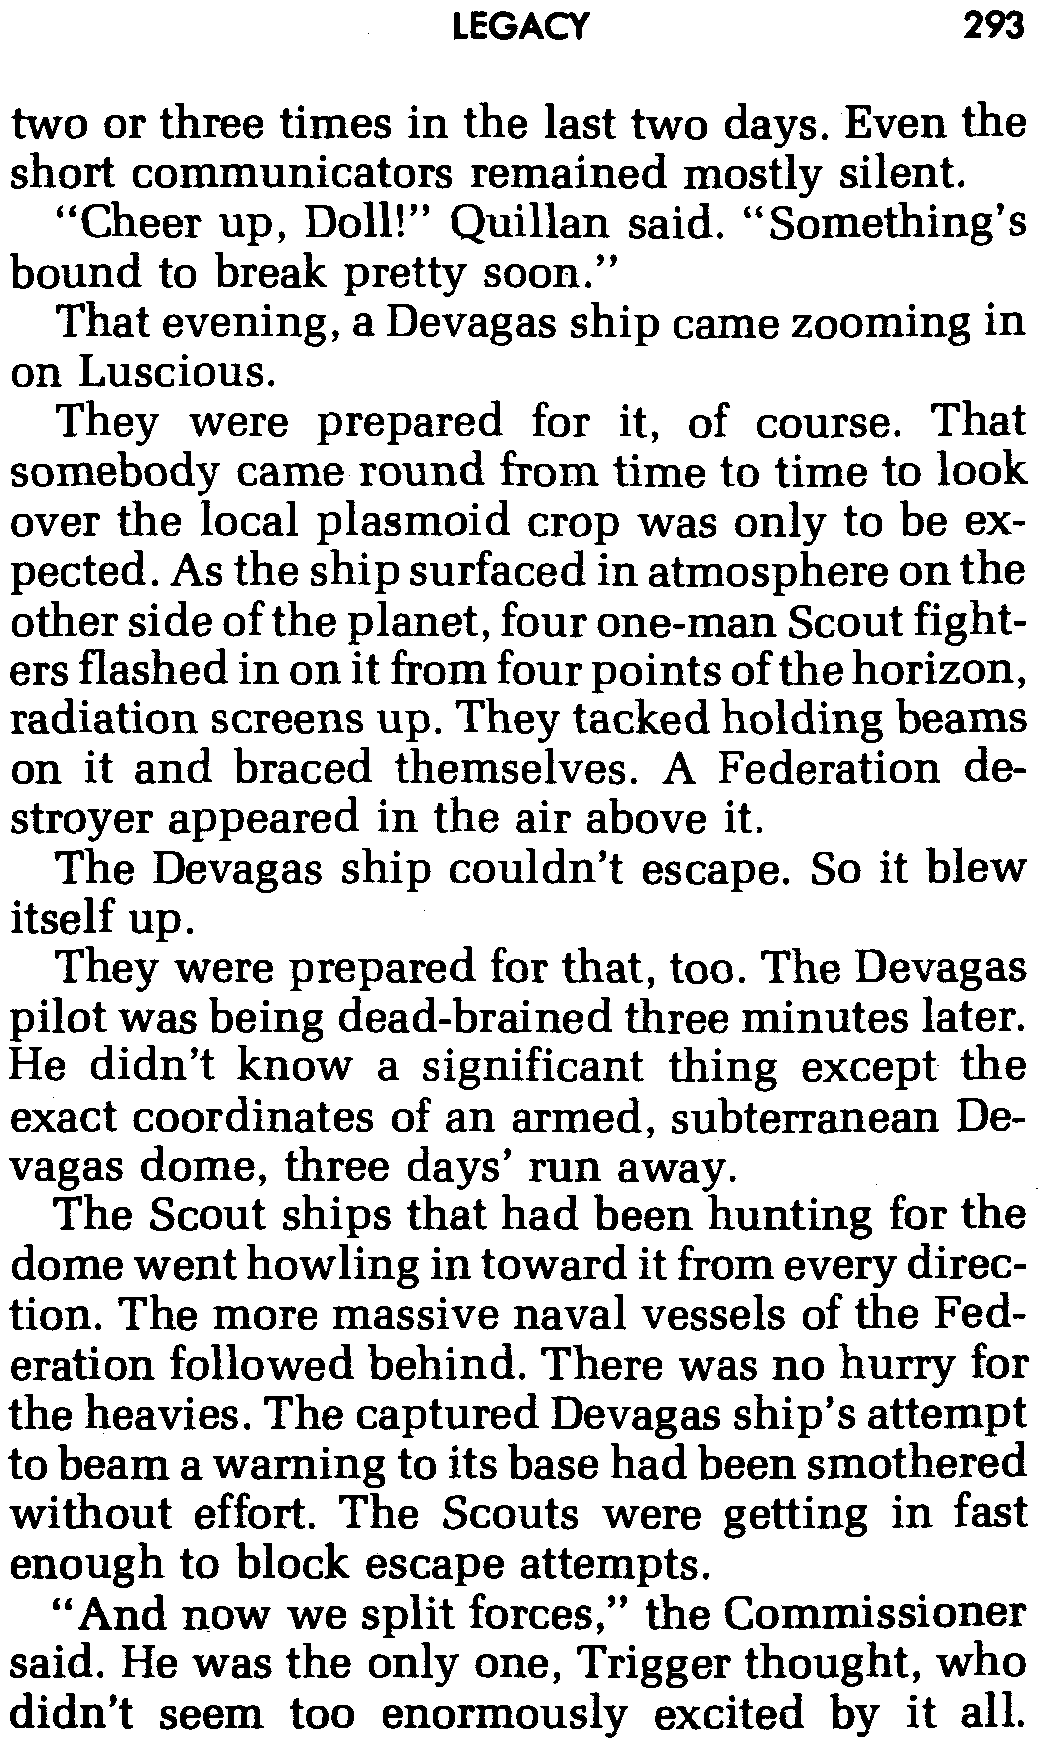 LEGACY 293
two or three times in the last two days. Even the
short communicators remained mostly silent.
“Cheer up, Doll!” Quillan said. “Something's
bound to break pretty soon.”
That evening, a Devagas ship came zooming in
on Luscious.
They were prepared for it, of course. That
somebody came round from time to time to look
over the local plasmoid crop was only to be ex-
pected. As the ship surfaced in atmosphere on the
other side of the planet, four one-man Scout fight-
ers flashed in on it from four points of the horizon,
radiation screens up. They tacked holding beams
on it and braced themselves. A Federation de-
stroyer appeared in the air above it.
The Devagas ship couldn't escape. So it blew
itself up.
They were prepared for that, too. The Devagas
pilot was being dead-brained three minutes later.
He didn't know a significant thing except the
exact coordinates of an armed, subterranean De-
vagas dome, three days' run away.
The Scout ships that had been hunting for the
dome went howling in toward it from every direc-
tion. The more massive naval vessels of the Fed-
eration followed behind. There was no hurry for
the heavies. The captured Devagas ship's attempt
to beam a warning to its base had been smothered
without effort. The Scouts were getting in fast
enough to block escape attempts.
“And now we split forces,” the Commissioner
said. He was the only one, Trigger thought, who
didn't seem too enormously excited by it all.